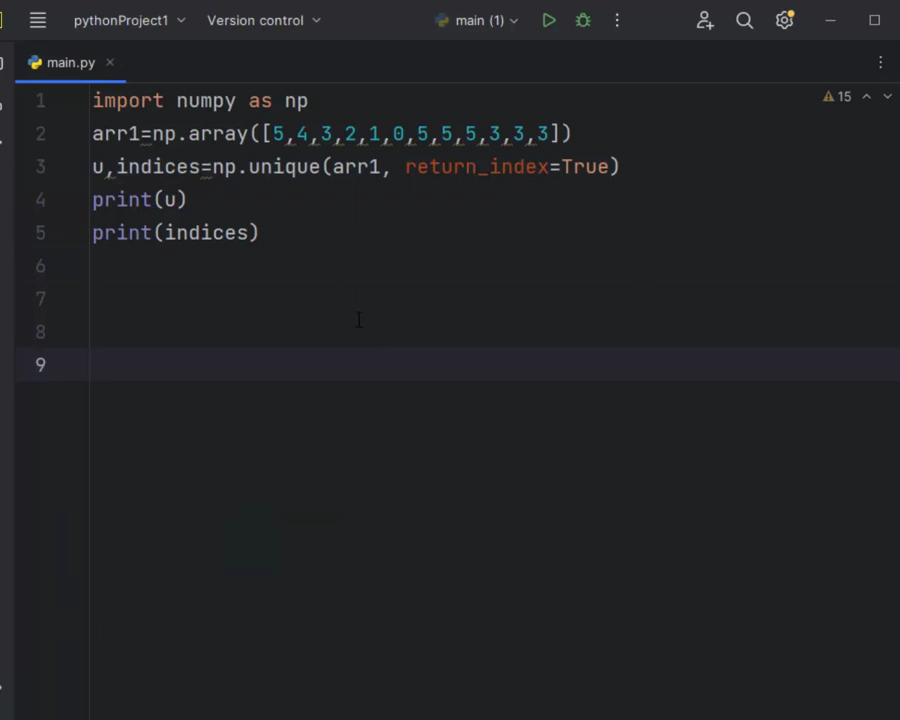 pythonProject1 Version control main (1)
main.py
15
1 import numpy as np
2 arr1=np.array([5,4,3,2,1,0,5,5,5,3,3,3])
3 u,indices=np.unique(arr1, return_index=True)
4 print(u)
5 print(indices)
6
7
8
9